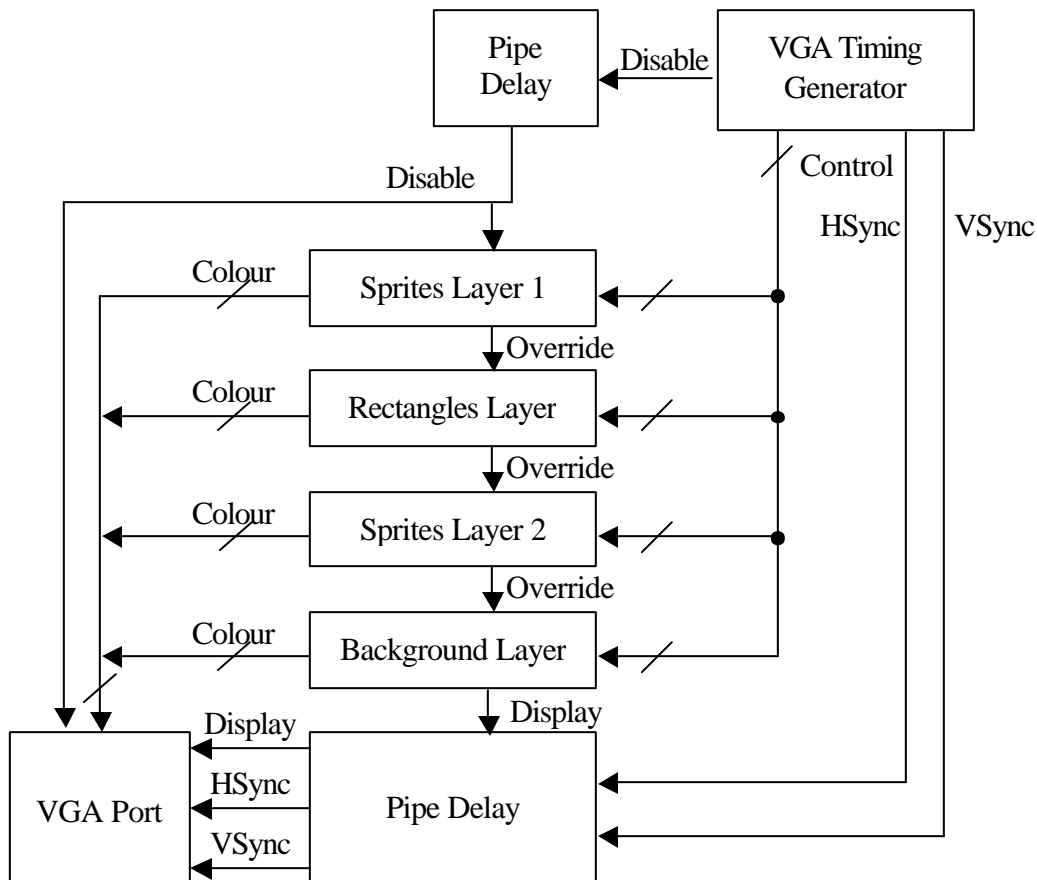 Pipe
Delay
Disable
VGA Timing
Generator
Disable
Control
HSync
VSync
Colour
Sprites Layer 1
Override
Colour
Rectangles Layer
Override
Colour
Sprites Layer 2
Override
Colour
Background Layer
Display
Display
HSync
VGA Port
Pipe Delay
VSync